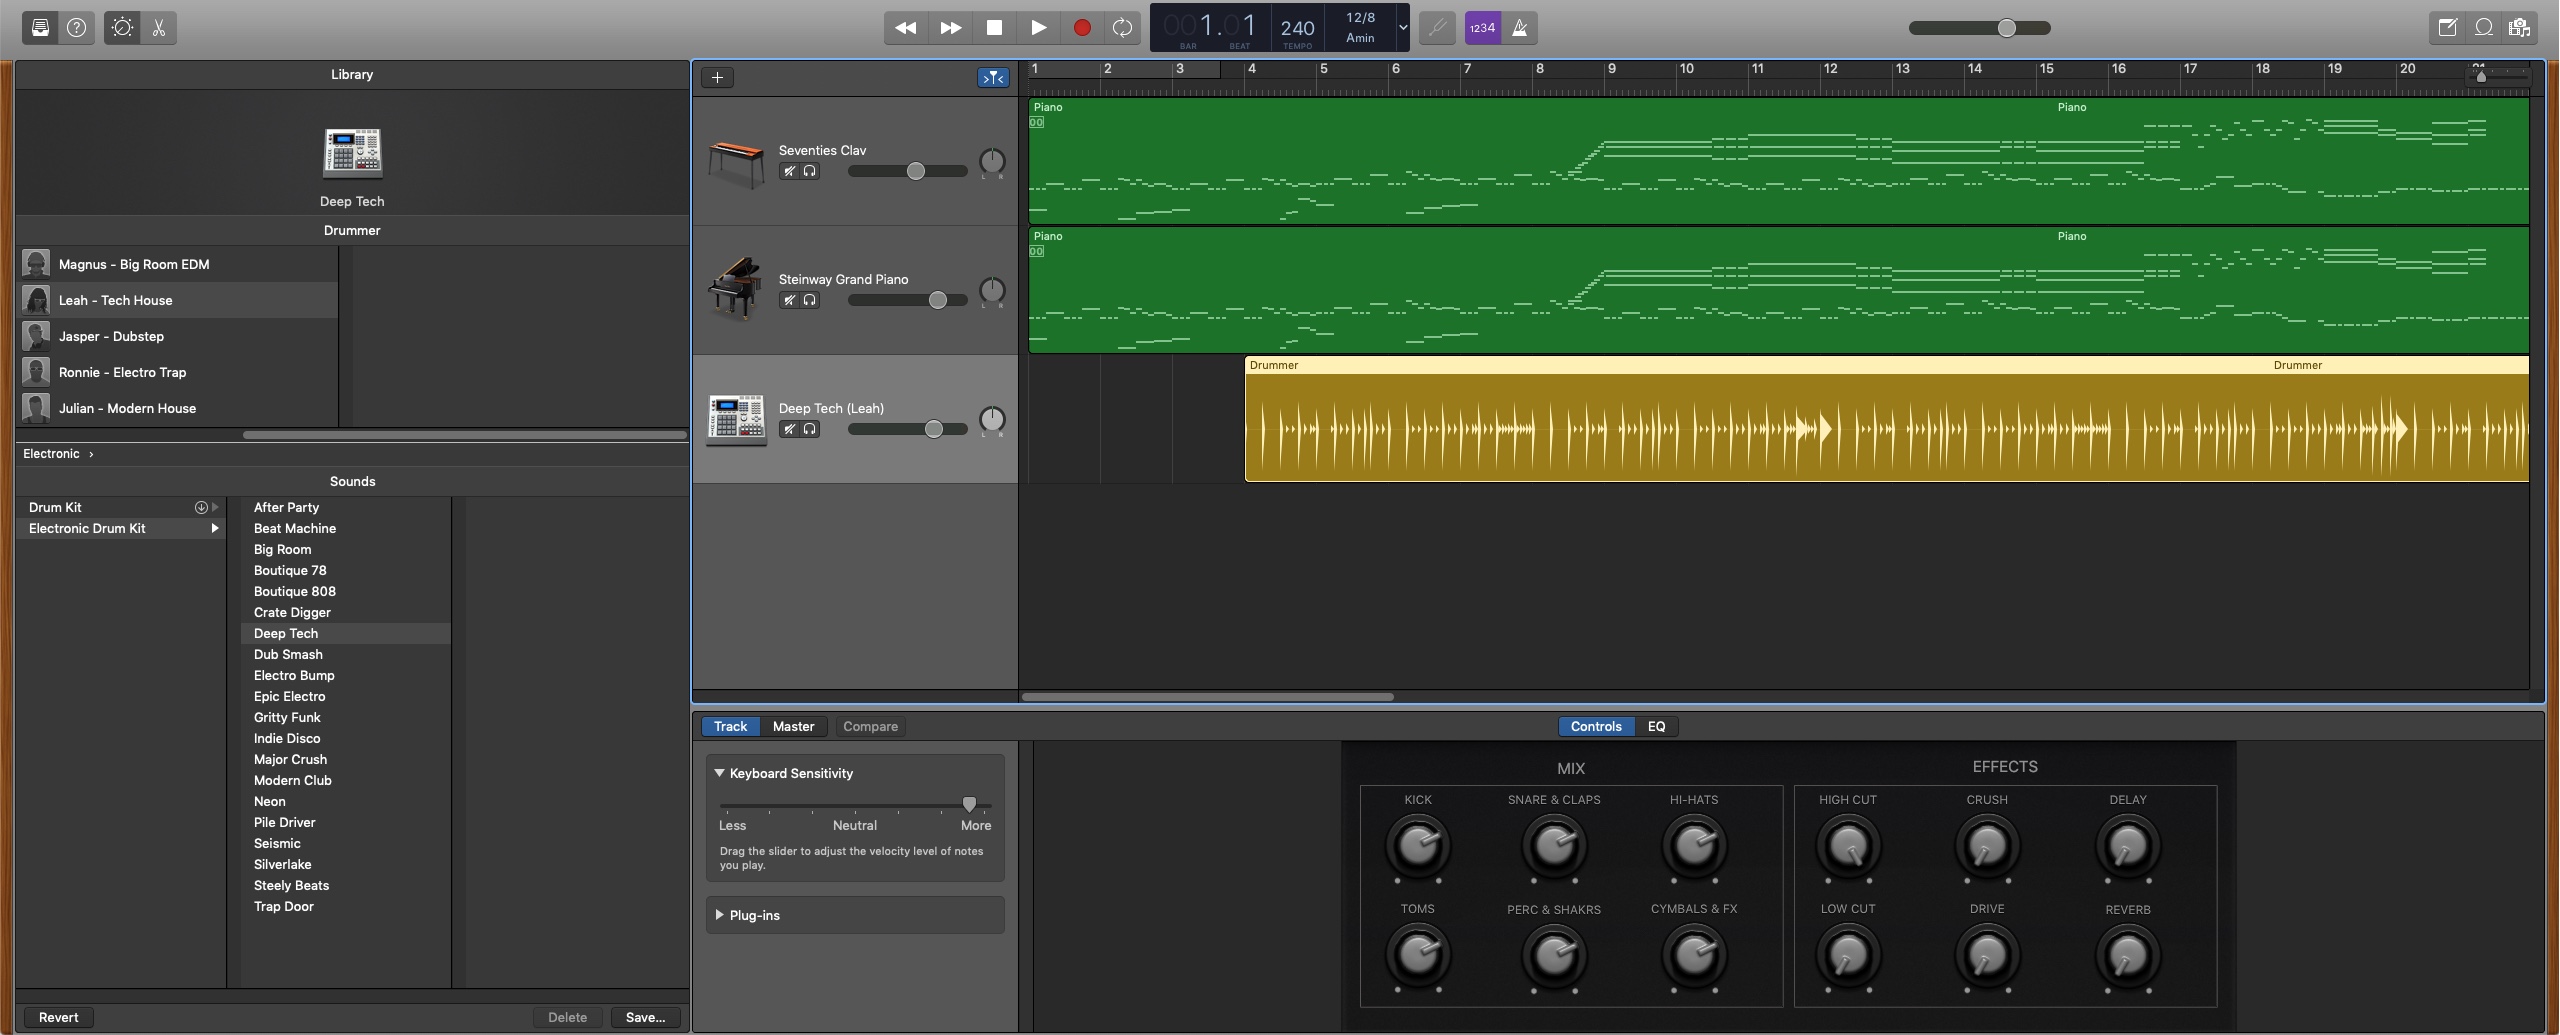 001.01
BAR
BEAT
240
TEMPO
12/8
Amin
1234
Library
Deep Tech
Drummer
Magnus - Big Room EDM
Leah - Tech House
Jasper - Dubstep
Ronnie - Electro Trap
Julian - Modern House
Electronic ›
Sounds
Drum Kit
Electronic Drum Kit
After Party
Beat Machine
Big Room
Boutique 78
Boutique 808
Crate Digger
Deep Tech
Dub Smash
Electro Bump
Epic Electro
Gritty Funk
Indie Disco
Major Crush
Modern Club
Neon
Pile Driver
Seismic
Silverlake
Steely Beats
Trap Door
Revert
Delete
Save...
1 2 3 4 5 6 7 8 9 10 11 12 13 14 15 16 17 18 19 20 21
Seventies Clav
L R
Piano
Piano
Steinway Grand Piano
L R
Piano
Piano
Deep Tech (Leah)
L R
Drummer
Drummer
Track
Master
Compare
Controls
EQ
Keyboard Sensitivity
Less
Neutral
More
Drag the slider to adjust the velocity level of notes
you play.
Plug-ins
MIX
KICK
SNARE & CLAPS
HI-HATS
TOMS
PERC & SHAKRS
CYMBALS & FX
EFFECTS
HIGH CUT
CRUSH
DELAY
LOW CUT
DRIVE
REVERB